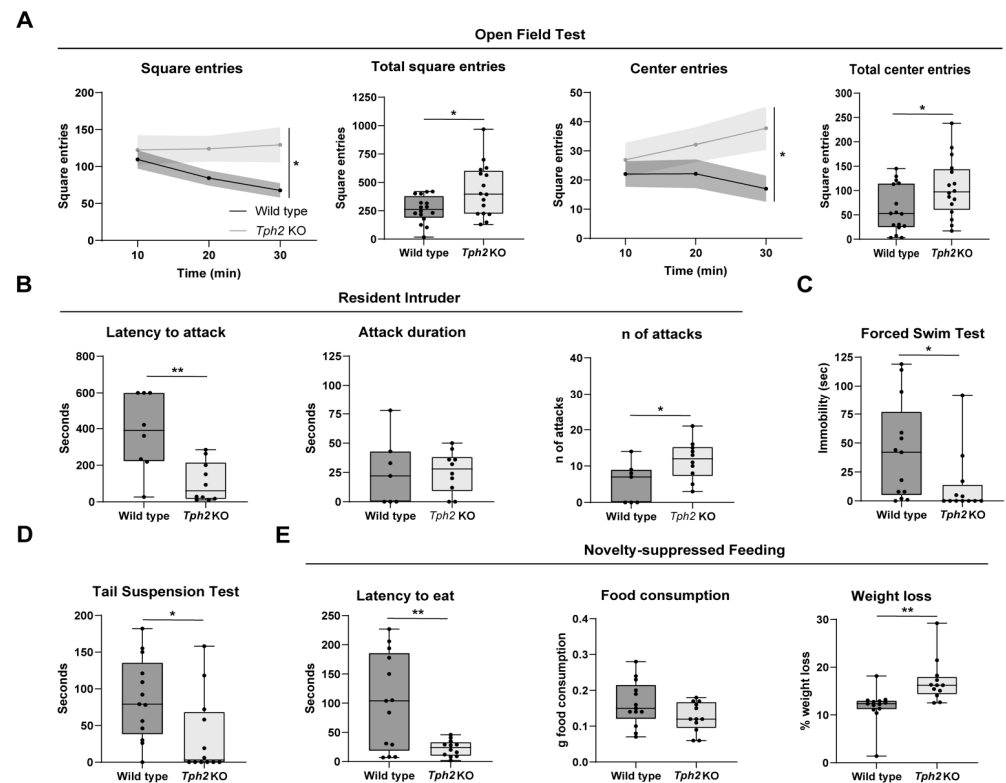 A
Open Field Test
Square entries
Square entries
200
150
100
50
0
10
20
30
Time (min)
Wild type
Tph2 KO
*
Total square entries
Square entries
1250
1000
750
500
250
0
*
Wild type
Tph2 KO
Center entries
Square entries
50
40
30
20
10
0
10
20
30
Time (min)
*
Total center entries
Square entries
300
250
200
150
100
50
0
*
Wild type
Tph2 KO
B
Resident Intruder
Latency to attack
Seconds
800
600
400
200
0
**
Wild type
Tph2 KO
Attack duration
Seconds
125
100
75
50
25
0
Wild type
Tph2 KO
n of attacks
n of attacks
40
30
20
10
0
*
Wild type
Tph2 KO
C
Forced Swim Test
Immobility (sec)
125
100
75
50
25
0
*
Wild type
Tph2 KO
D
Tail Suspension Test
Seconds
200
150
100
50
0
*
Wild type
Tph2 KO
E
Novelty-suppressed Feeding
Latency to eat
Seconds
250
200
150
100
50
0
**
Wild type
Tph2 KO
Food consumption
g food consumption
0.4
0.3
0.2
0.1
0.0
Wild type
Tph2 KO
Weight loss
% weight loss
30
20
10
0
**
Wild type
Tph2 KO